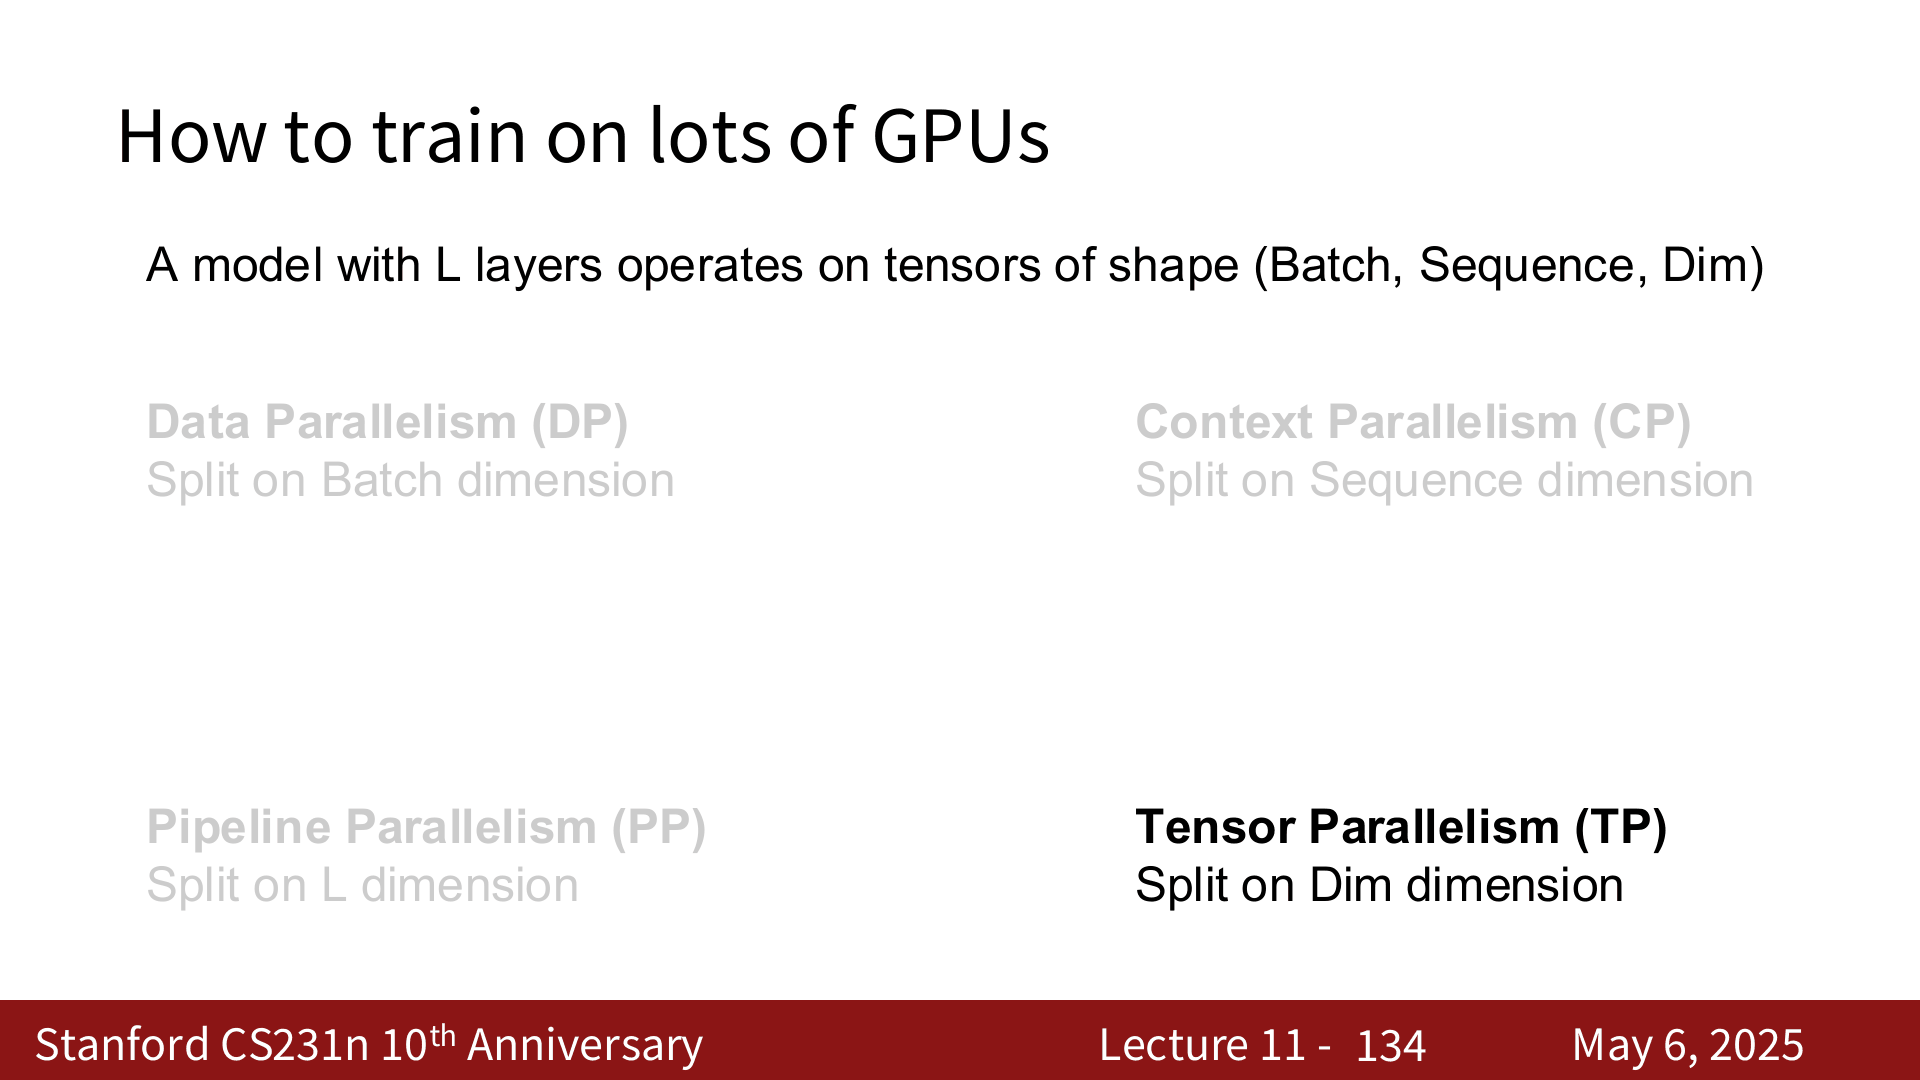 How to train on lots of GPUs
A model with L layers operates on tensors of shape (Batch, Sequence, Dim)
Data Parallelism (DP)
Split on Batch dimension
Context Parallelism (CP)
Split on Sequence dimension
Pipeline Parallelism (PP)
Split on L dimension
Tensor Parallelism (TP)
Split on Dim dimension
Stanford CS231n 10th Anniversary
Lecture 11 - 134
May 6, 2025